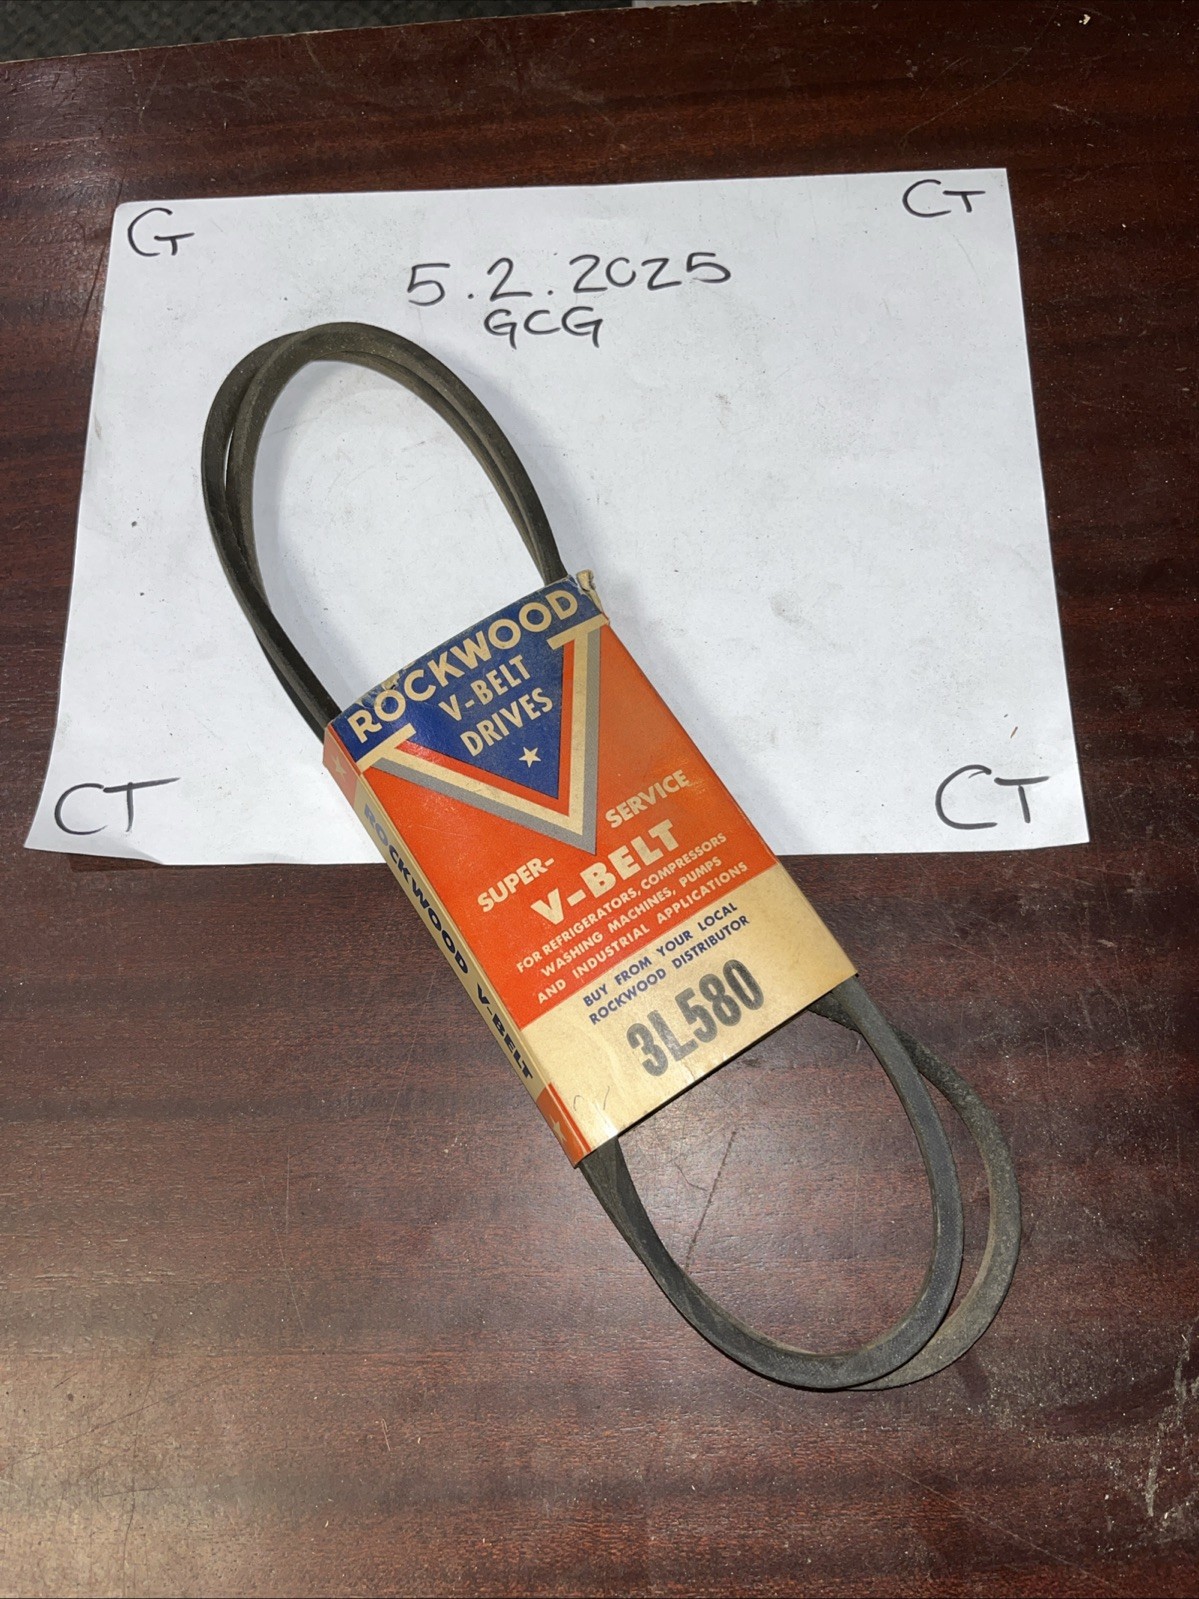 CT
CT
5.2.2025
GCG
ROCKWOOD
V-BELT
DRIVES
SUPER-SERVICE
V-BELT
FOR REFRIGERATORS, COMPRESSORS
WASHING MACHINES, PUMPS
AND INDUSTRIAL APPLICATIONS
BUY FROM YOUR LOCAL
ROCKWOOD DISTRIBUTOR
3L580
ROCKWOOD V-BELT
CT
CT